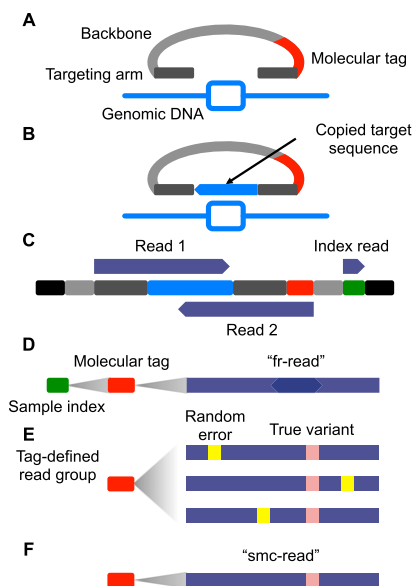 A
Backbone
Molecular tag
Targeting arm
Genomic DNA
B
Copied target
sequence
C
Read 1
Index read
Read 2
D
Molecular tag
“fr-read”
Sample index
E
Random
error
True variant
Tag-defined
read group
F
“smc-read”